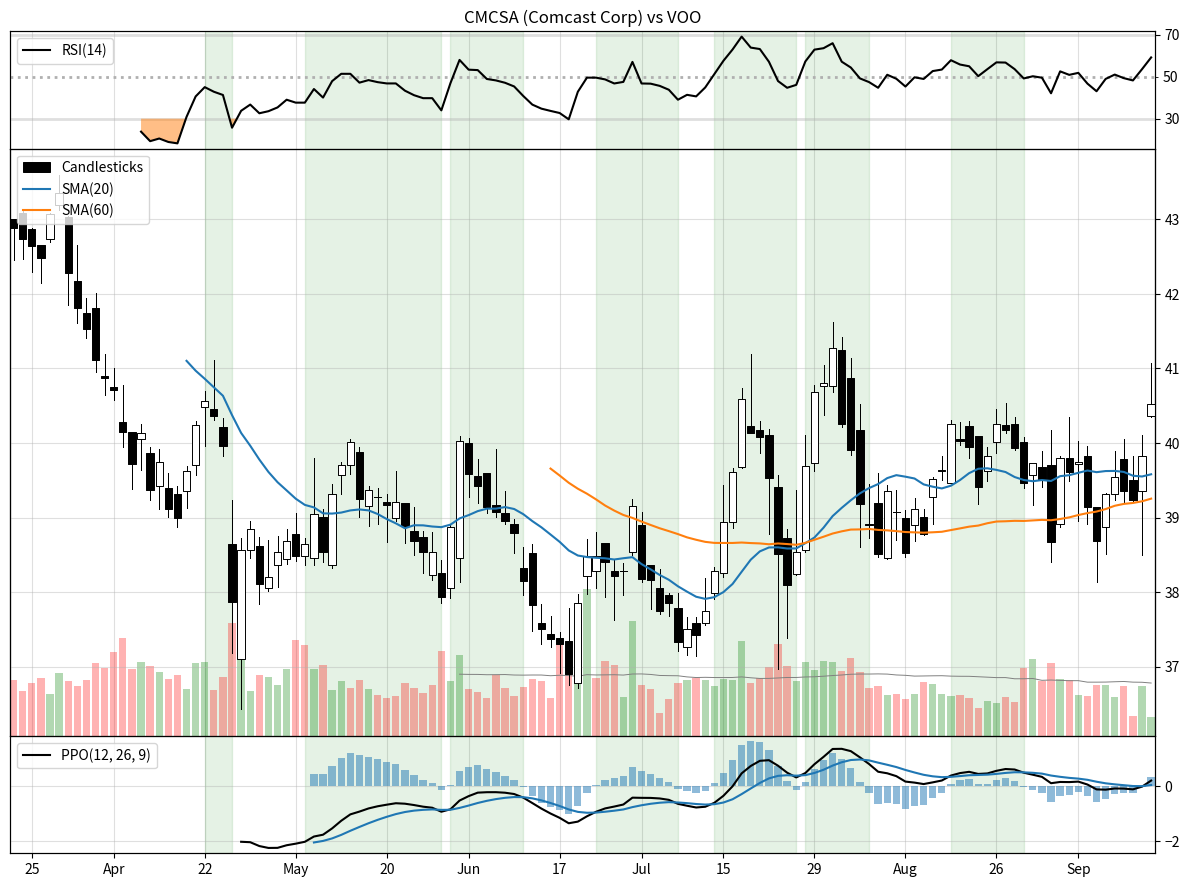 CMCSA (Comcast Corp) vs VOO
RSI(14)
70
50
30
Candlesticks
SMA(20)
SMA(60)
43
42
41
40
39
38
37
PPO(12, 26, 9)
0
−2
25 Apr 22 May 20 Jun 17 Jul 15 29 Aug 26 Sep